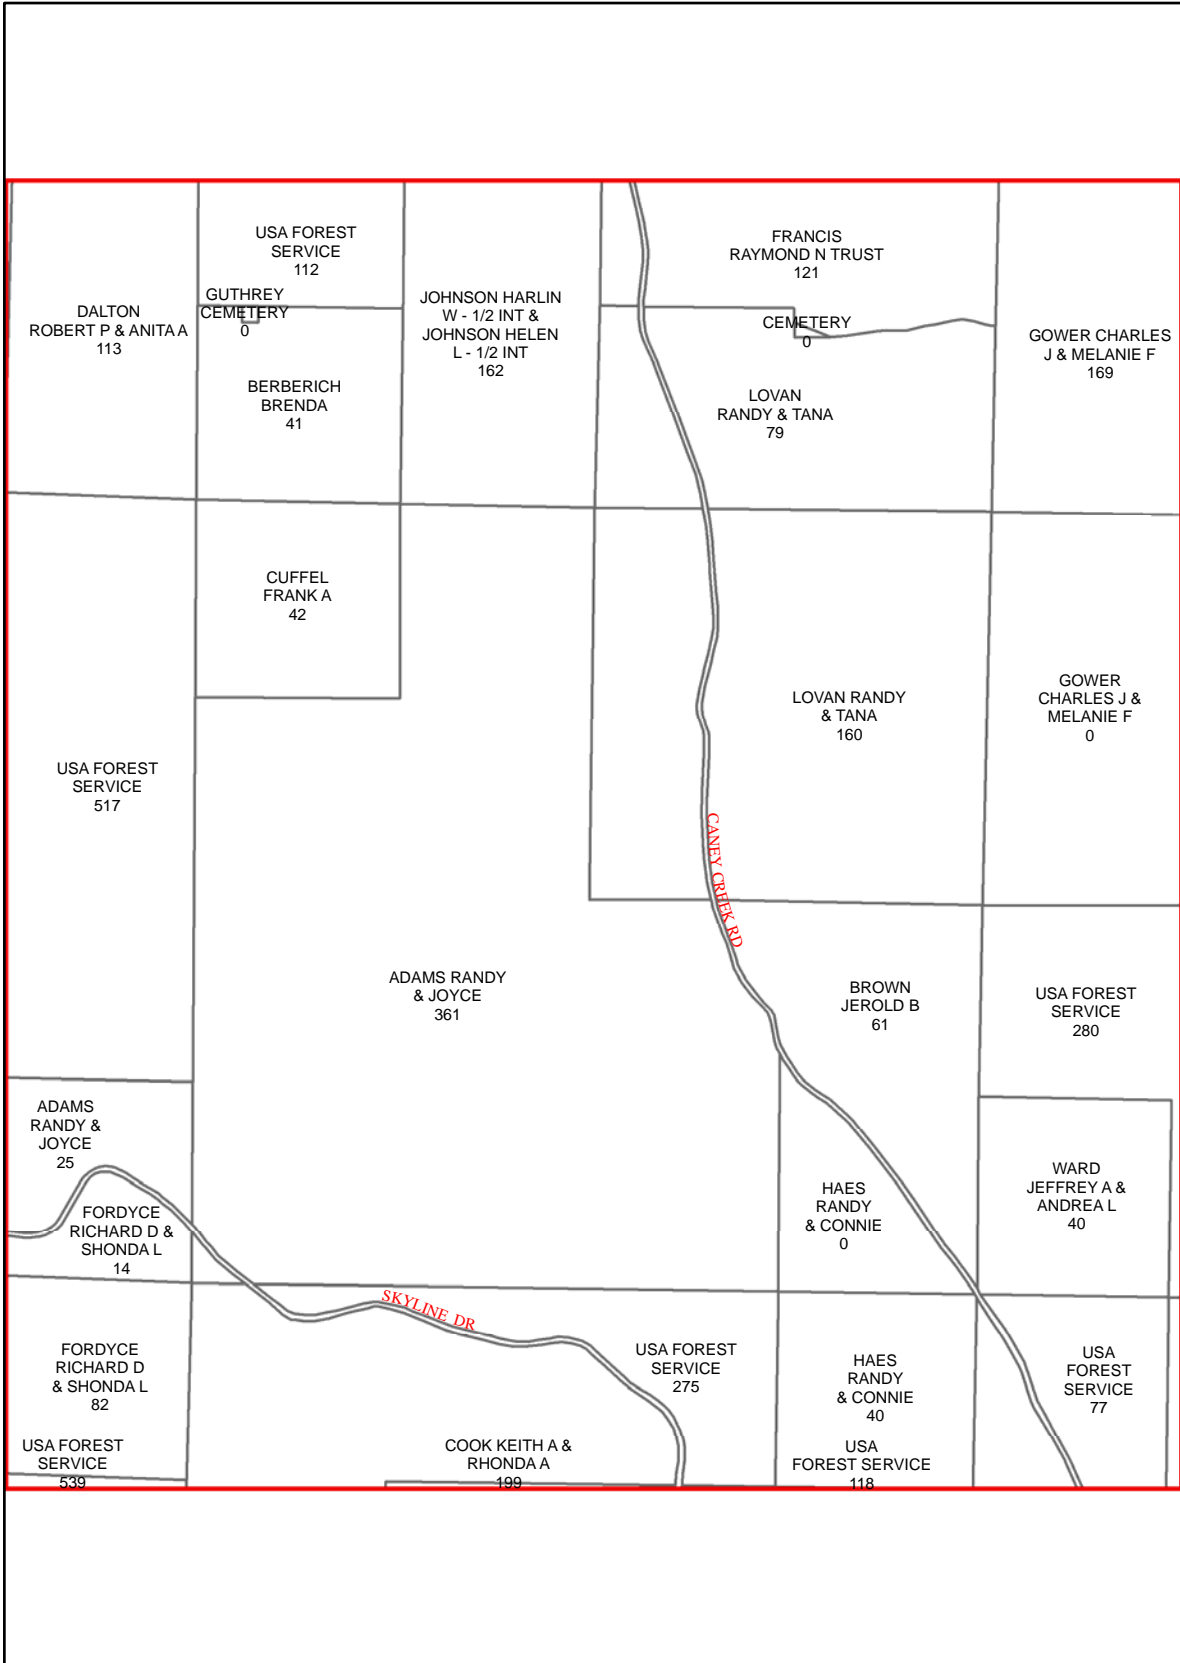 USA FOREST
SERVICE
112
FRANCIS
RAYMOND N TRUST
121
GUTHREY
CEMETERY
0
JOHNSON HARLIN
W - 1/2 INT &
JOHNSON HELEN
L - 1/2 INT
162
DALTON
ROBERT P & ANITA A
113
CEMETERY
0
GOWER CHARLES
J & MELANIE F
169
BERBERICH
BRENDA
41
LOVAN
RANDY & TANA
79
CUFFEL
FRANK A
42
LOVAN RANDY
& TANA
160
GOWER
CHARLES J &
MELANIE F
0
USA FOREST
SERVICE
517
CANEY CREEK RD
ADAMS RANDY
& JOYCE
361
BROWN
JEROLD B
61
USA FOREST
SERVICE
280
ADAMS
RANDY &
JOYCE
25
WARD
JEFFREY A &
ANDREA L
40
HAES
RANDY
& CONNIE
0
FORDYCE
RICHARD D &
SHONDA L
14
SKYLINE DR
FORDYCE
RICHARD D
& SHONDA L
82
USA FOREST
SERVICE
275
HAES
RANDY
& CONNIE
40
USA
FOREST
SERVICE
77
USA FOREST
SERVICE
539
COOK KEITH A &
RHONDA A
199
USA
FOREST SERVICE
118